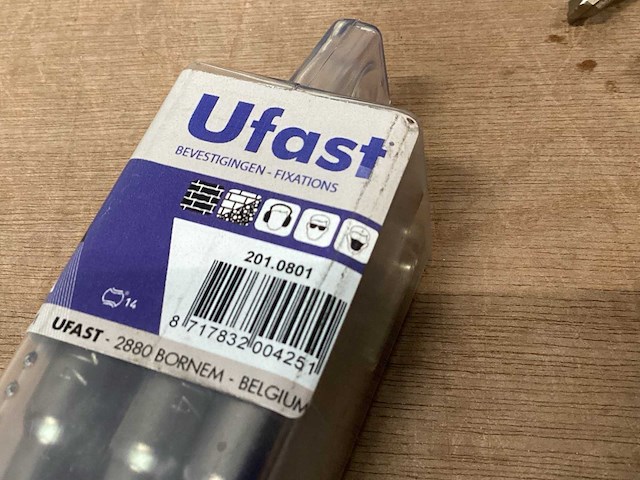 Ufast
BEVESTIGINGEN - FIXATIONS
201.0801
14
8 717832 004251
UFAST - 2880 BORNEM - BELGIUM